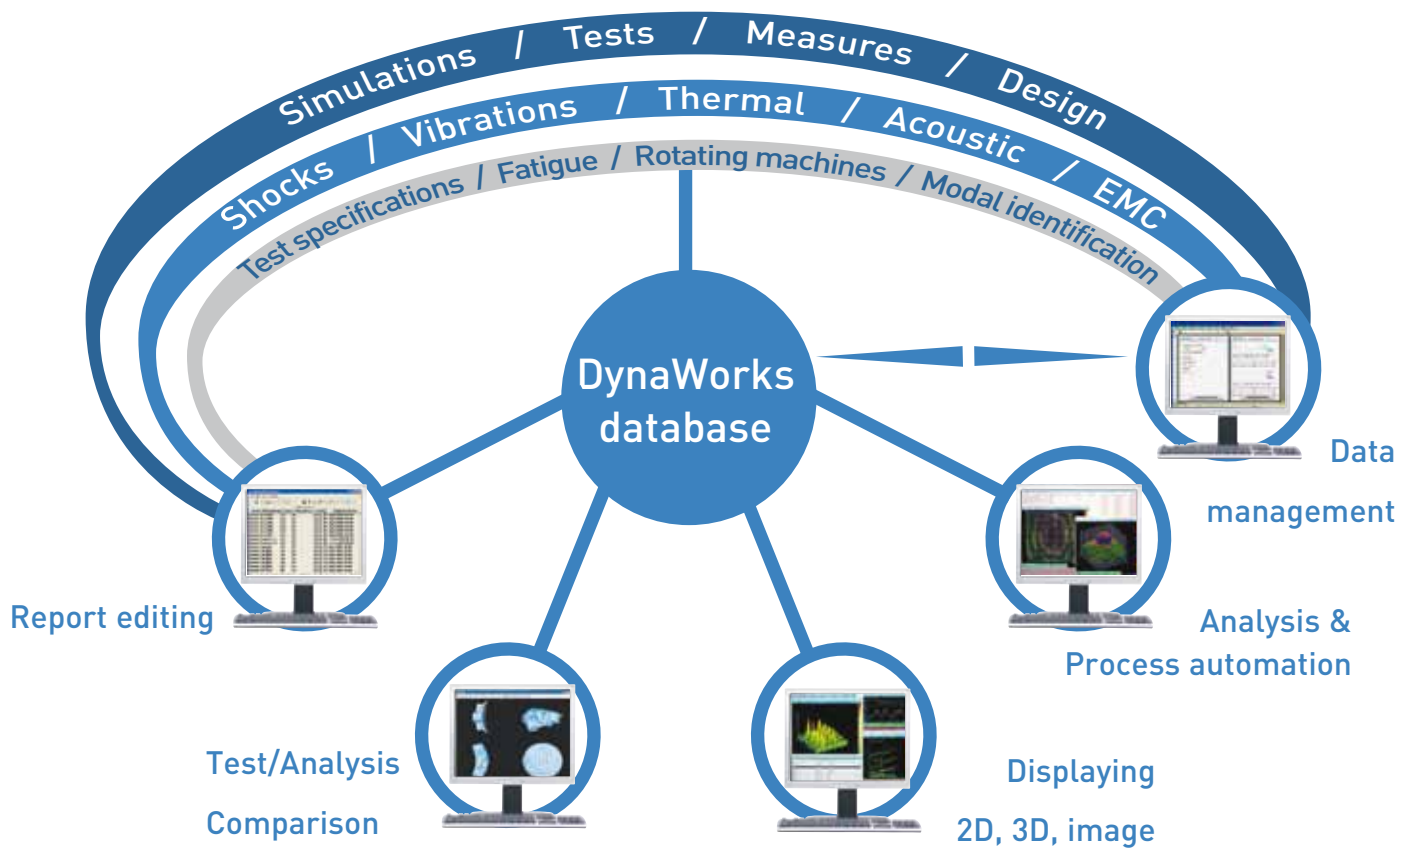 Simulations / Tests / Measures / Design
Shocks / Vibrations / Thermal / Acoustic / EMC
Test specifications / Fatigue / Rotating machines / Modal identification
DynaWorks
database
Data
management
Report editing
Analysis &
Process automation
Test/Analysis
Comparison
Displaying
2D, 3D, image